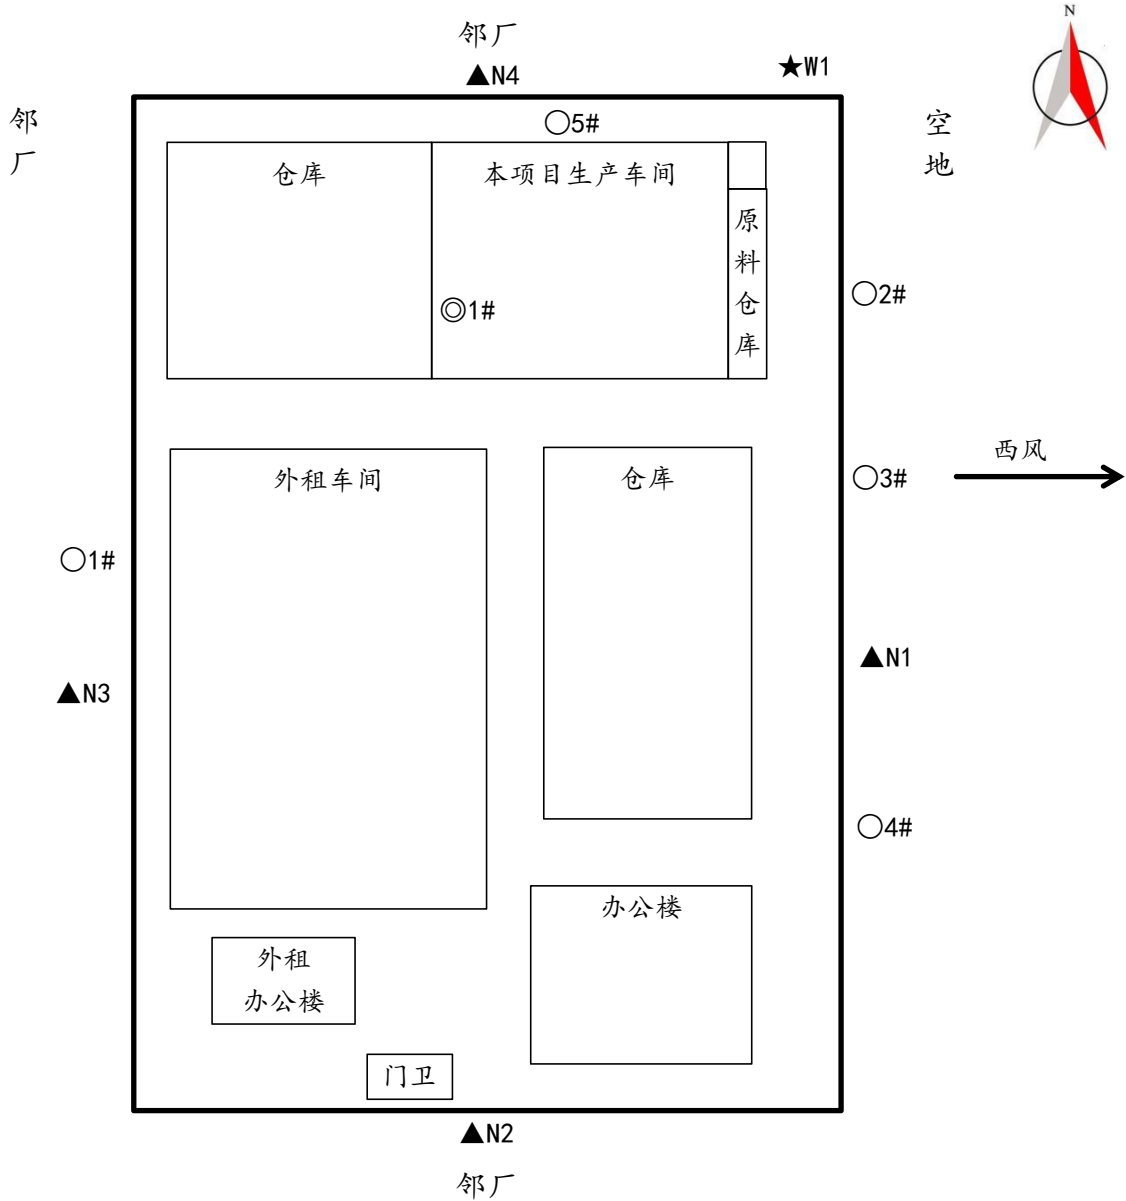 N
邻厂
▲N4
★W1
邻
厂
空
地
○5#
仓库
本项目生产车间
原
料
仓
库
◎1#
○2#
外租车间
仓库
○3#
西风
○1#
▲N1
▲N3
○4#
办公楼
外租
办公楼
门卫
▲N2
邻厂